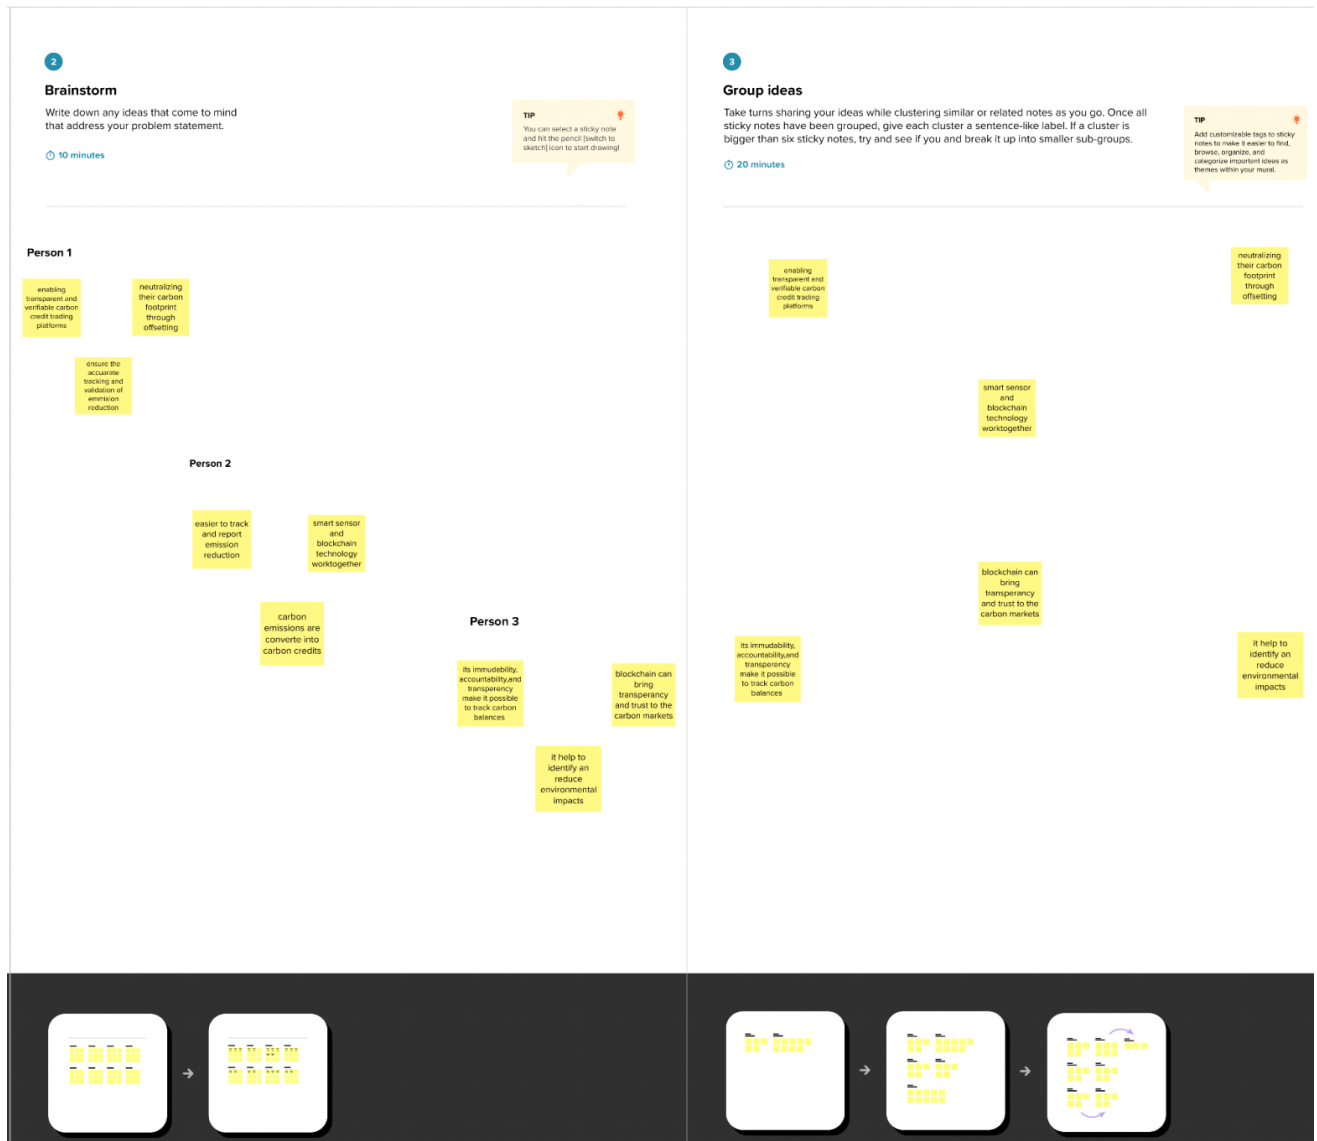 2
Brainstorm
Write down any ideas that come to mind
that address your problem statement.
10 minutes
TIP
You can select a sticky note
and hit the pencil [switch to
sketch] icon to start drawing!
Person 1
enabling
transparent and
verifiable carbon
credit trading
platforms
neutralizing
their carbon
footprint
through
offsetting
ensure the
accuarate
tracking and
validation of
emmision
reduction
Person 2
easier to track
and report
emission
reduction
smart sensor
and
blockchain
technology
worktogether
carbon
emissions are
converte into
carbon credits
Person 3
its immudability,
accountability,and
transperency
make it possible
to track carbon
balances
blockchain can
bring
transperancy
and trust to the
carbon markets
it help to
identify an
reduce
environmental
impacts
3
Group ideas
Take turns sharing your ideas while clustering similar or related notes as you go. Once all
sticky notes have been grouped, give each cluster a sentence-like label. If a cluster is
bigger than six sticky notes, try and see if you and break it up into smaller sub-groups.
20 minutes
TIP
Add customizable tags to sticky
notes to make it easier to find,
browse, organize, and
categorize important ideas as
themes within your mural.
enabling
transparent and
verifiable carbon
credit trading
platforms
neutralizing
their carbon
footprint
through
offsetting
smart sensor
and
blockchain
technology
worktogether
blockchain can
bring
transperancy
and trust to the
carbon markets
its immudability,
accountability,and
transperency
make it possible
to track carbon
balances
it help to
identify an
reduce
environmental
impacts